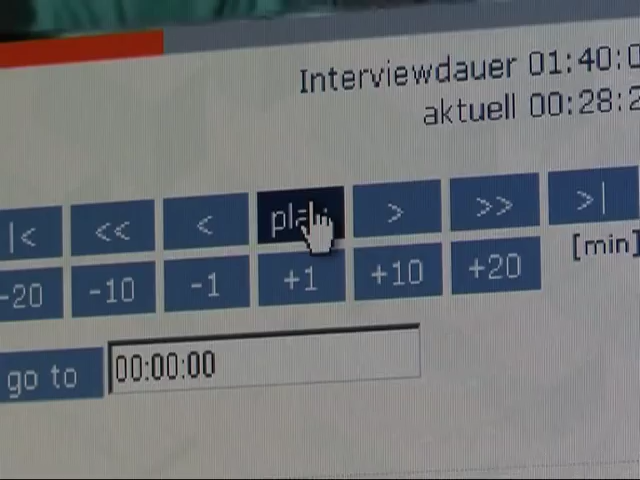 Interviewdauer 01:40:0
aktuell 00:28:2
|< << < play > >> >|
-20 -10 -1 +1 +10 +20 [min]
go to 00:00:00